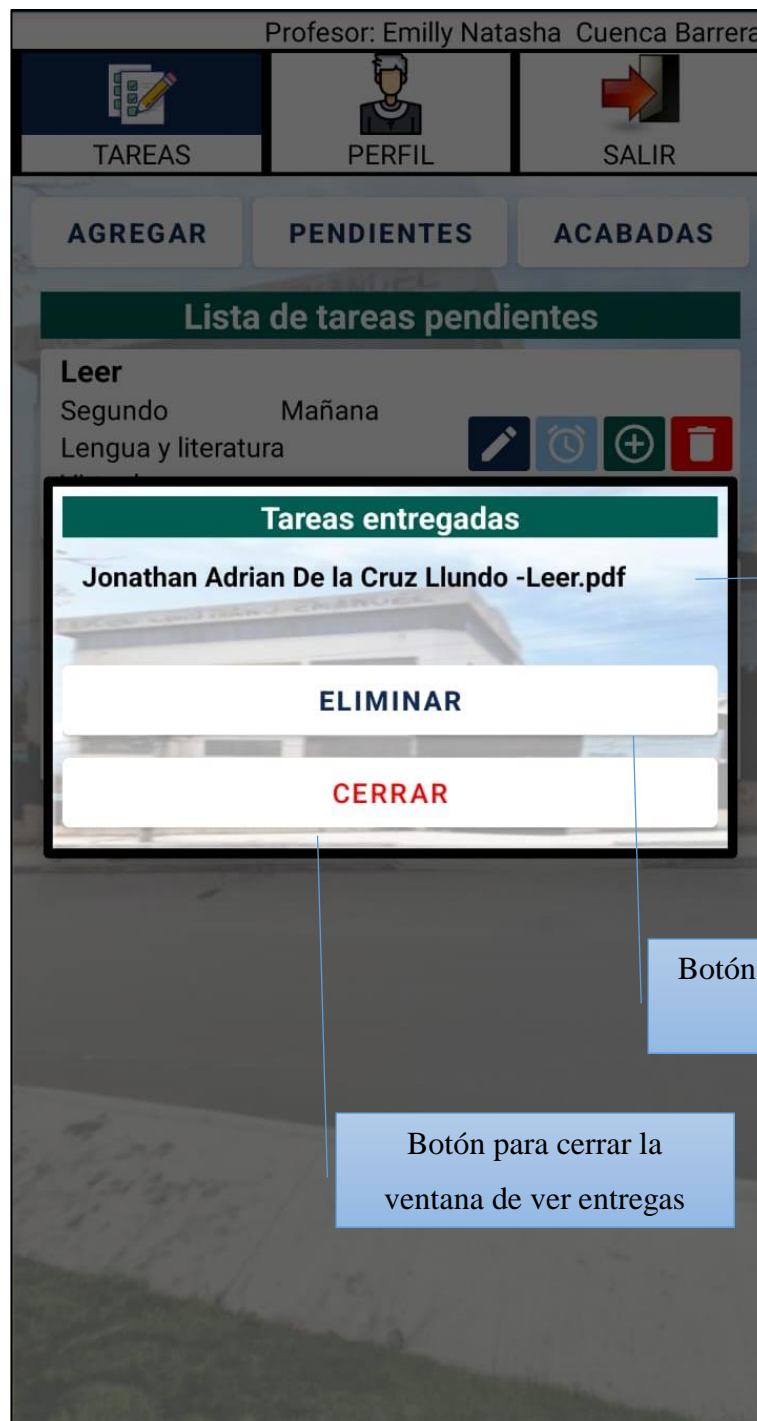 Profesor: Emilly Natasha Cuenca Barrera
TAREAS
PERFIL
SALIR
AGREGAR
PENDIENTES
ACABADAS
Lista de tareas pendientes
Leer
Segundo Mañana
Lengua y literatura
Tareas entregadas
Jonathan Adrian De la Cruz Llundo -Leer.pdf
ELIMINAR
CERRAR
Botón
Botón para cerrar la
ventana de ver entregas